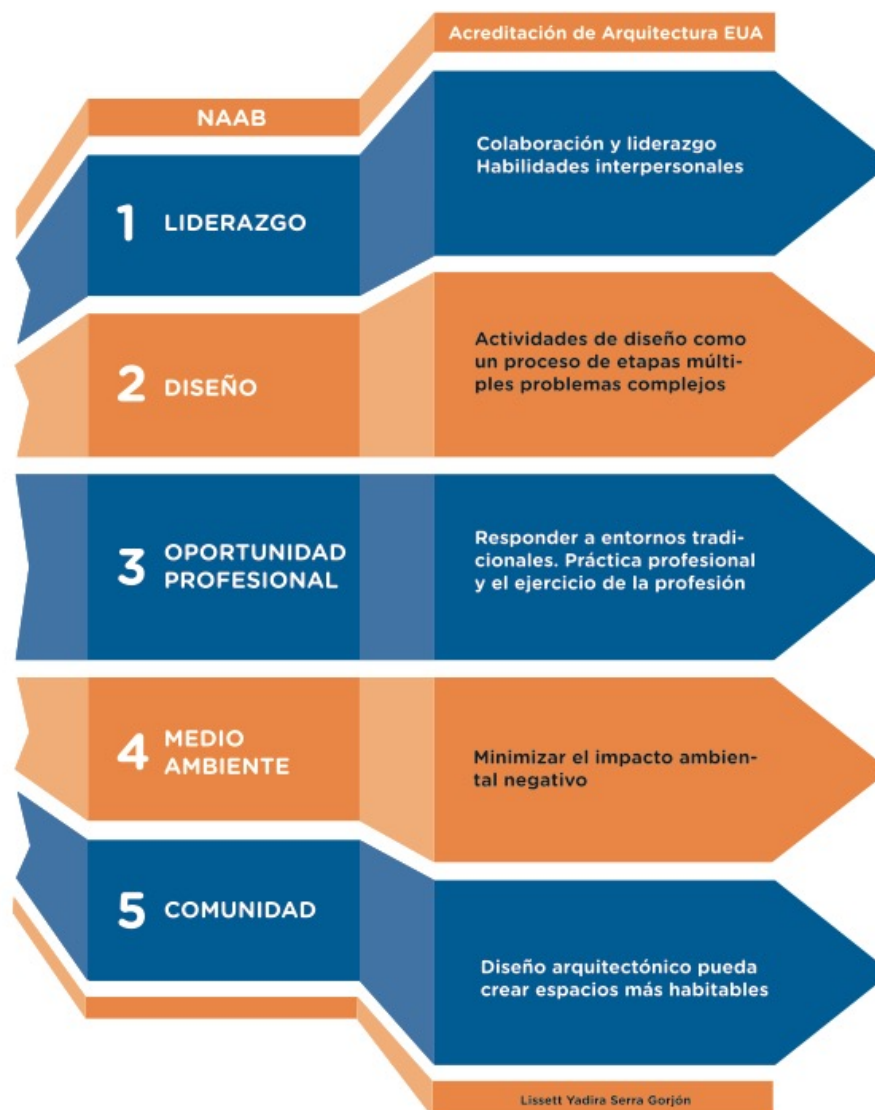 Acreditación de Arquitectura EUA
NAAB
1 LIDERAZGO
Colaboración y liderazgo
Habilidades interpersonales
2 DISEÑO
Actividades de diseño como
un proceso de etapas múlti-
ples problemas complejos
3 OPORTUNIDAD
PROFESIONAL
Responder a entornos tradi-
cionales. Práctica profesional
y el ejercicio de la profesión
4 MEDIO
AMBIENTE
Minimizar el impacto ambien-
tal negativo
5 COMUNIDAD
Diseño arquitectónico pueda
crear espacios más habitables
Lissett Yadira Serra Gorjón